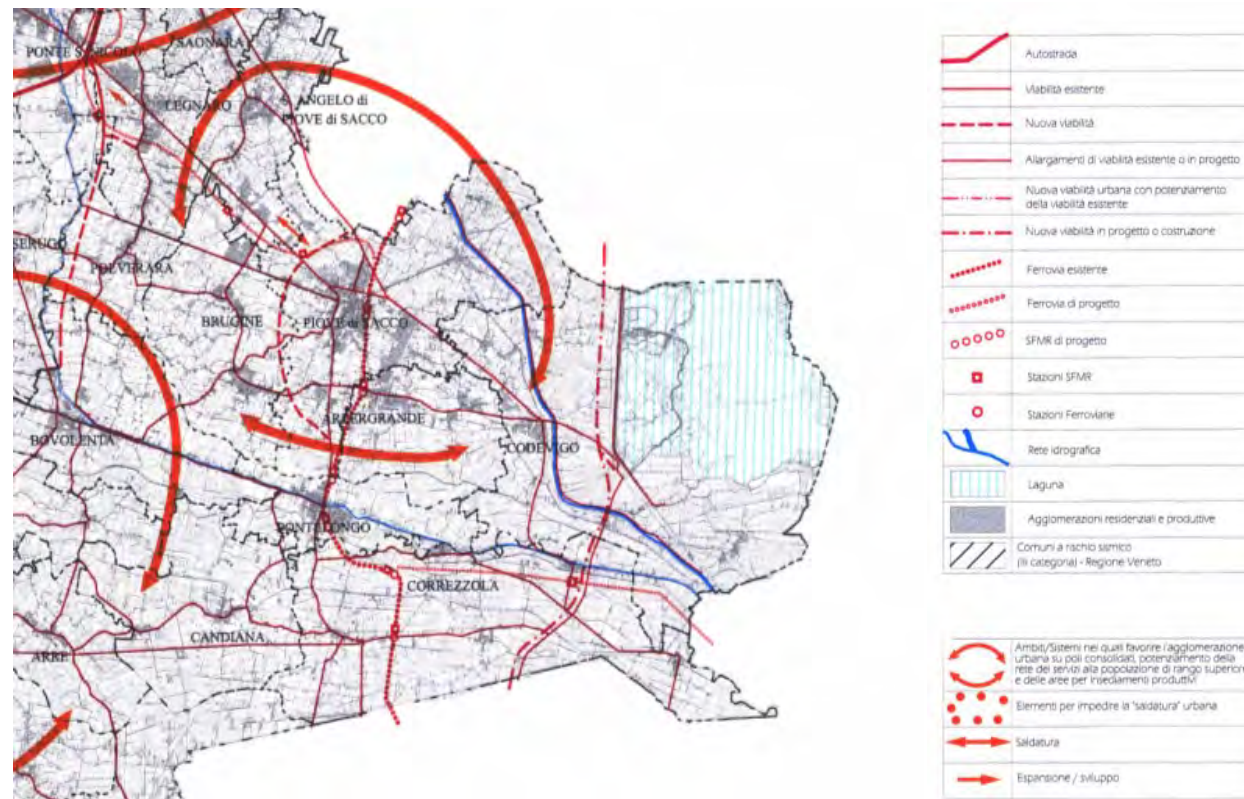 PONTE S. NICOLO'
SAONARA
LEGNARO
S. ANGELO di
PIOVE di SACCO
SERUGO
POLVERARA
BRUGINE
PIOVE di SACCO
ARZERGRANDE
BOVOLENTA
CODEVIGO
PONTELONGO
CORREZZOLA
CANDIANA
ARRE
Autostrada
Viabilità esistente
Nuova viabilità
Allargamenti di viabilità esistente o in progetto
Nuova viabilità urbana con potenziamento
della viabilità esistente
Nuova viabilità in progetto o costruzione
Ferrovia esistente
Ferrovia di progetto
SFMR di progetto
Stazioni SFMR
Stazioni Ferroviarie
Rete idrografica
Laguna
Agglomerazioni residenziali e produttive
Comuni a rischio sismico
(III categoria) - Regione Veneto
Ambiti/Sistemi nei quali favorire l'agglomerazione
urbana su poli consolidati, potenziamento della
rete dei servizi alla popolazione di rango superiore
e delle aree per insediamenti produttivi
Elementi per impedire la "saldatura" urbana
Saldatura
Espansione / sviluppo